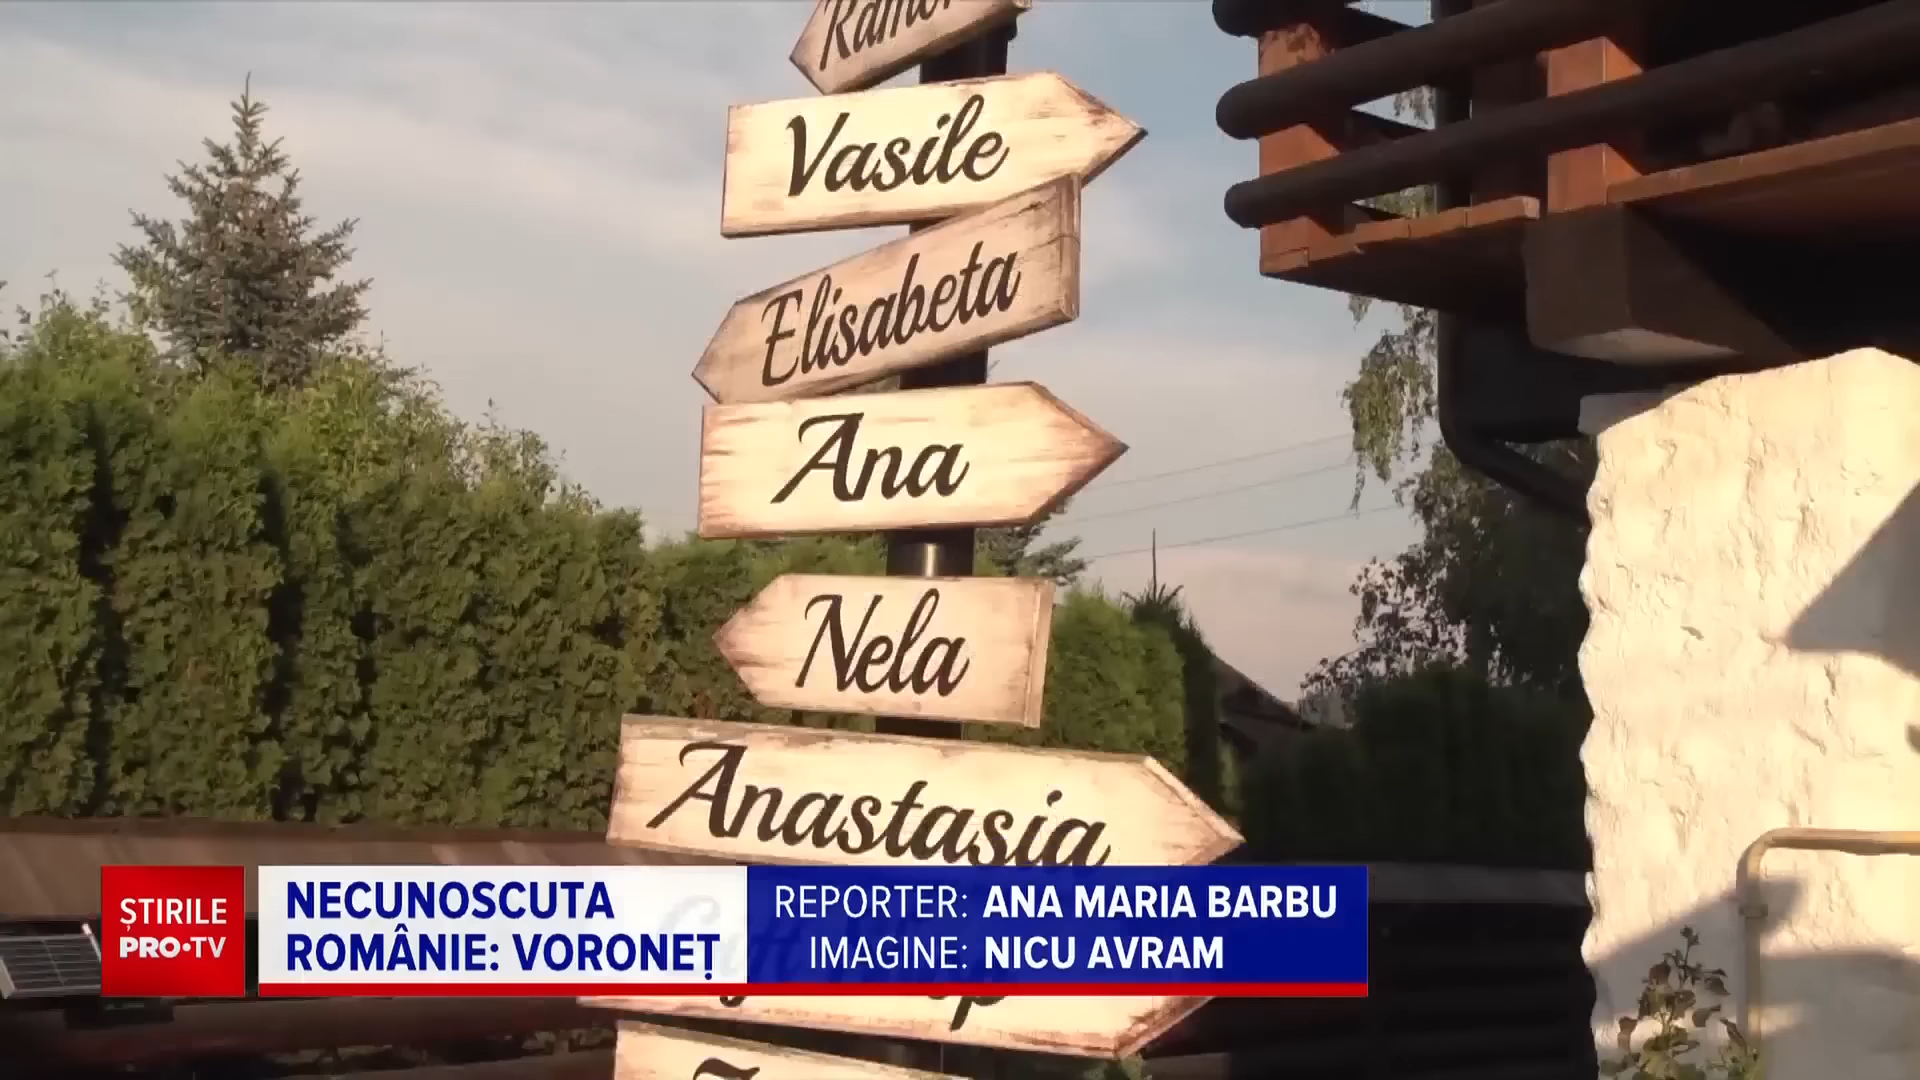 Vasile
Elisabeta
Ana
Nela
Anastasia
ȘTIRILE
PRO•TV
NECUNOSCUTA
ROMÂNIE: VORONEȚ
REPORTER: ANA MARIA BARBU
IMAGINE: NICU AVRAM